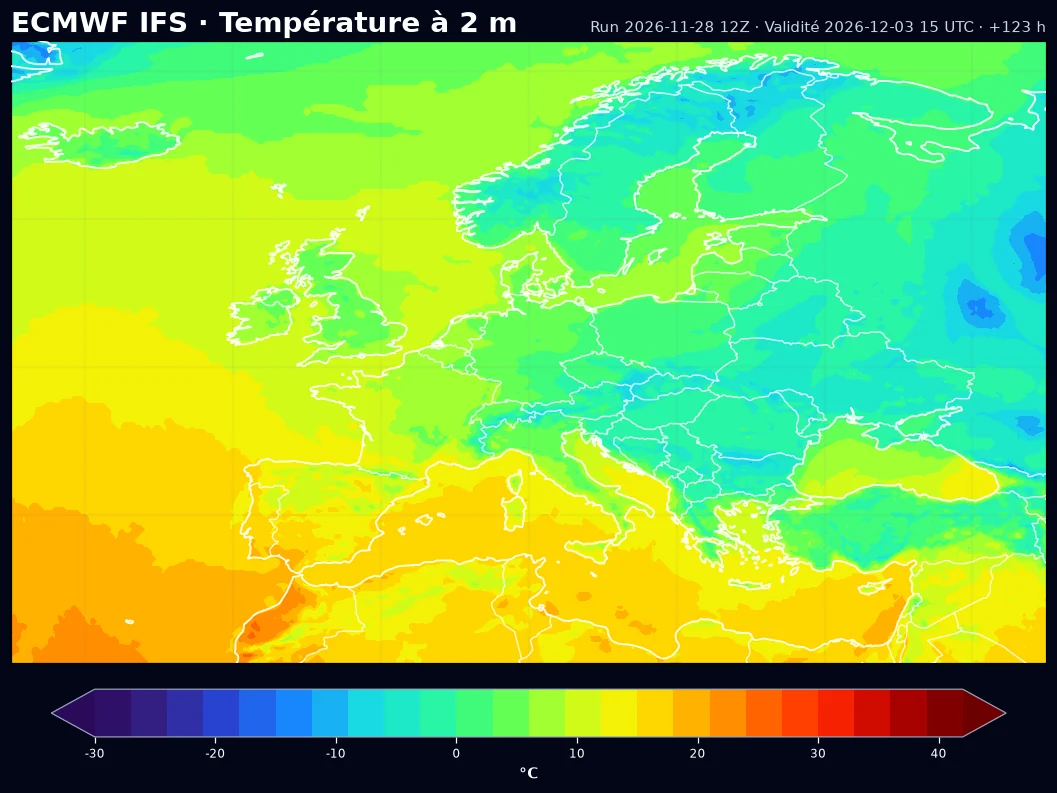 ECMWF IFS · Température à 2 m
Run 2026-11-28 12Z · Validité 2026-12-03 15 UTC · +123 h
-30 -20 -10 0 10 20 30 40
°C